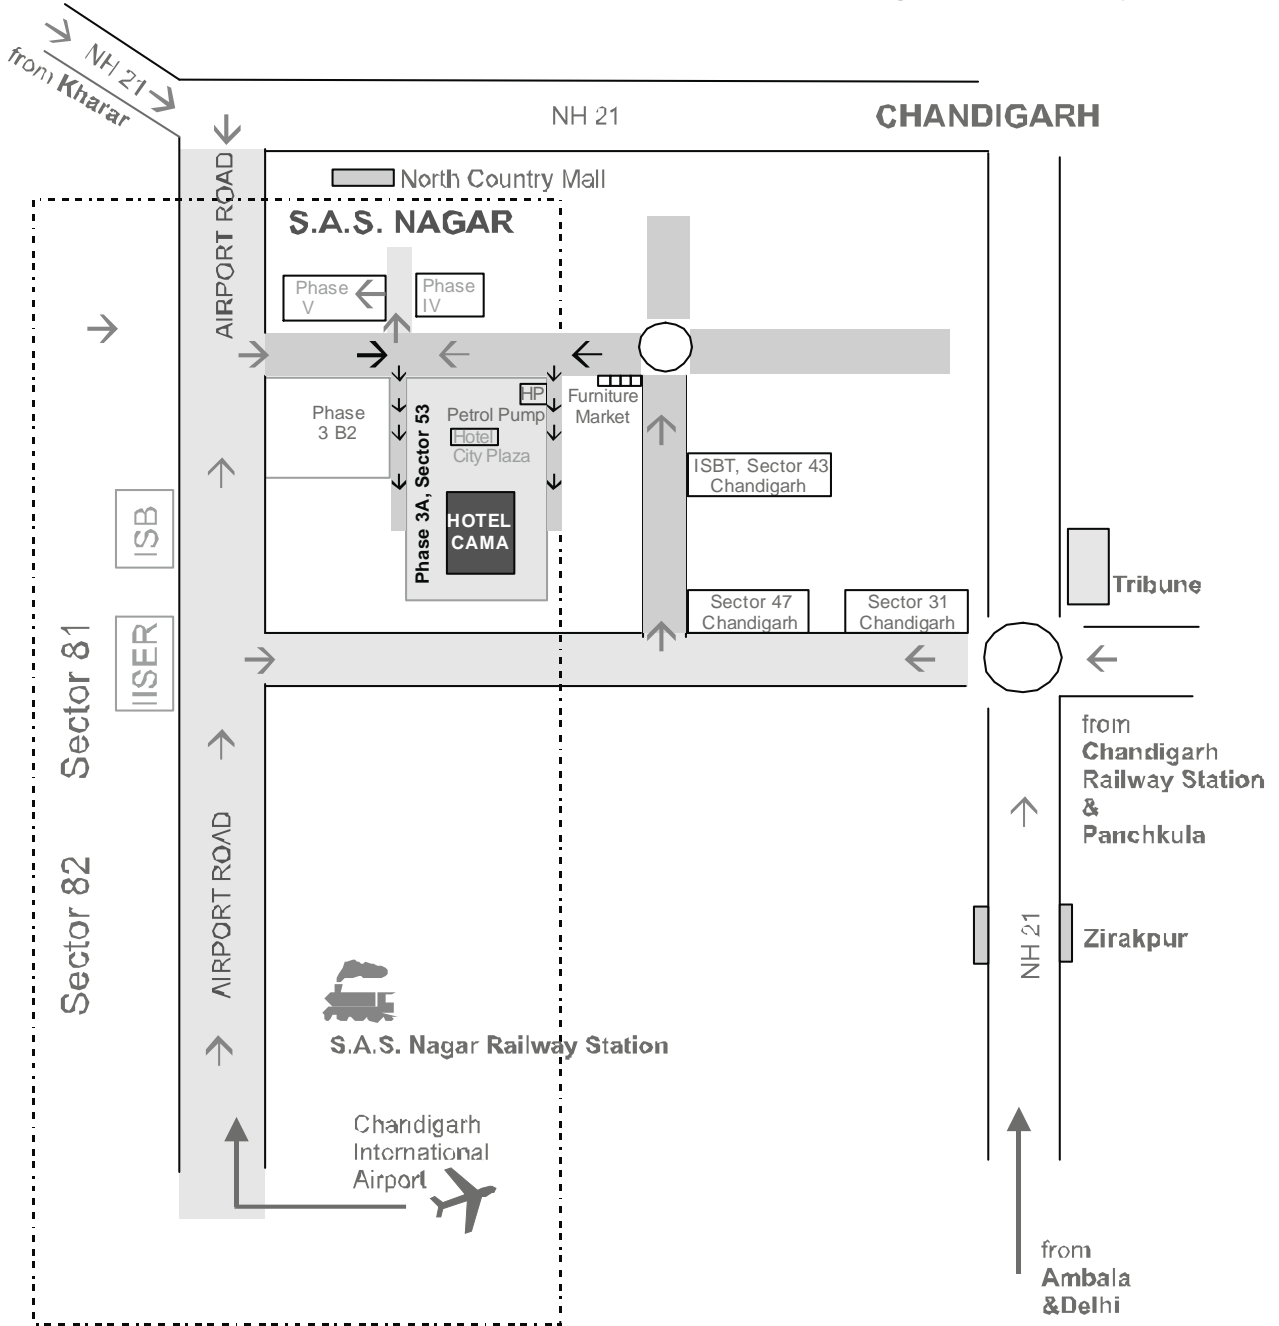 NH 21
from Kharar
NH 21
CHANDIGARH
North Country Mall
AIRPORT ROAD
S.A.S. NAGAR
Phase
V
Phase
IV
Phase
3 B2
Phase 3A, Sector 53
HP
Petrol Pump
Hotel
City Plaza
HOTEL
CAMA
Furniture
Market
ISBT, Sector 43
Chandigarh
ISB
IISER
Sector 81
Sector 82
Sector 47
Chandigarh
Sector 31
Chandigarh
Tribune
from
Chandigarh
Railway Station
&
Panchkula
AIRPORT ROAD
NH 21
Zirakpur
S.A.S. Nagar Railway Station
Chandigarh
International
Airport
from
Ambala
&Delhi